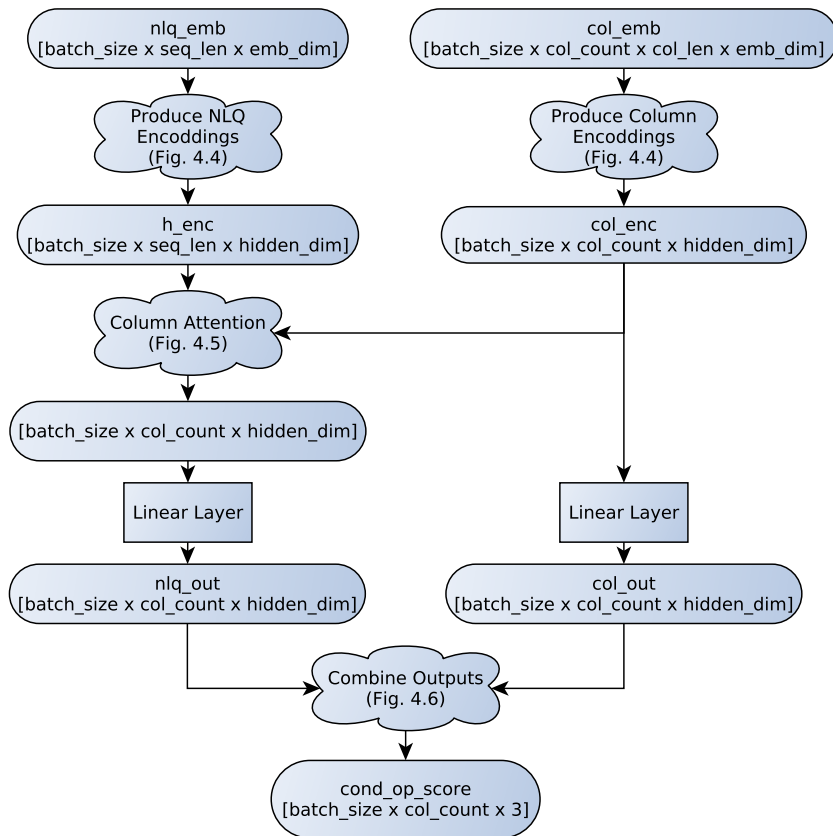 nlq_emb
[batch_size x seq_len x emb_dim]
col_emb
[batch_size x col_count x col_len x emb_dim]
Produce NLQ
Encoddings
(Fig. 4.4)
Produce Column
Encoddings
(Fig. 4.4)
h_enc
[batch_size x seq_len x hidden_dim]
col_enc
[batch_size x col_count x hidden_dim]
Column Attention
(Fig. 4.5)
[batch_size x col_count x hidden_dim]
Linear Layer
Linear Layer
nlq_out
[batch_size x col_count x hidden_dim]
col_out
[batch_size x col_count x hidden_dim]
Combine Outputs
(Fig. 4.6)
cond_op_score
[batch_size x col_count x 3]